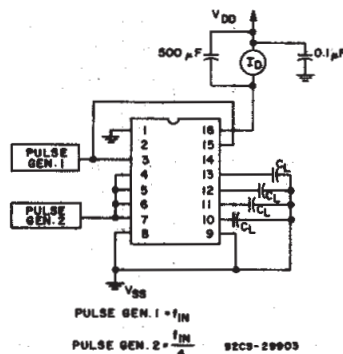 VDD
500 µF
ID
0.1µF
1 16
2 15
3 14
4 13
5 12
6 11
7 10
8 9
CL
CL
CL
CL
PULSE GEN. 1
PULSE GEN. 2
VSS
PULSE GEN. 1 = fIN
PULSE GEN. 2 = fIN/4
92CS-29903